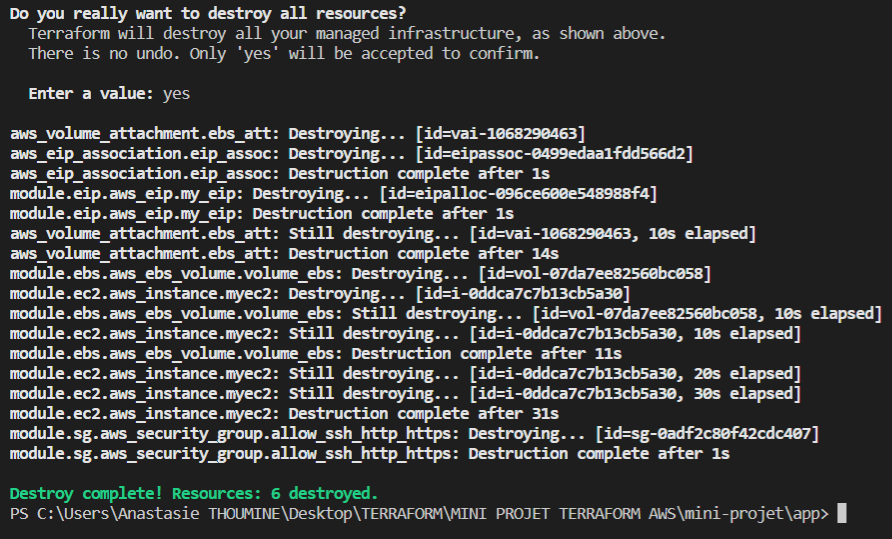 Do you really want to destroy all resources?
Terraform will destroy all your managed infrastructure, as shown above.
There is no undo. Only 'yes' will be accepted to confirm.
Enter a value: yes
aws_volume_attachment.ebs_att: Destroying... [id=vai-1068290463]
aws_eip_association.eip_assoc: Destroying... [id=eipassoc-0499edaa1fdd566d2]
aws_eip_association.eip_assoc: Destruction complete after 1s
module.eip.aws_eip.my_eip: Destroying... [id=eipalloc-096ce600e548988f4]
module.eip.aws_eip.my_eip: Destruction complete after 1s
aws_volume_attachment.ebs_att: Still destroying... [id=vai-1068290463, 10s elapsed]
aws_volume_attachment.ebs_att: Destruction complete after 14s
module.ebs.aws_ebs_volume.volume_ebs: Destroying... [id=vol-07da7ee82560bc058]
module.ec2.aws_instance.myec2: Destroying... [id=i-0ddca7c7b13cb5a30]
module.ebs.aws_ebs_volume.volume_ebs: Still destroying... [id=vol-07da7ee82560bc058, 10s elapsed]
module.ec2.aws_instance.myec2: Still destroying... [id=i-0ddca7c7b13cb5a30, 10s elapsed]
module.ebs.aws_ebs_volume.volume_ebs: Destruction complete after 11s
module.ec2.aws_instance.myec2: Still destroying... [id=i-0ddca7c7b13cb5a30, 20s elapsed]
module.ec2.aws_instance.myec2: Still destroying... [id=i-0ddca7c7b13cb5a30, 30s elapsed]
module.ec2.aws_instance.myec2: Destruction complete after 31s
module.sg.aws_security_group.allow_ssh_http_https: Destroying... [id=sg-0adf2c80f42cdc407]
module.sg.aws_security_group.allow_ssh_http_https: Destruction complete after 1s
Destroy complete! Resources: 6 destroyed.
PS C:\Users\Anastasie THOUMINE\Desktop\TERRAFORM\MINI PROJET TERRAFORM AWS\mini-projet\app>